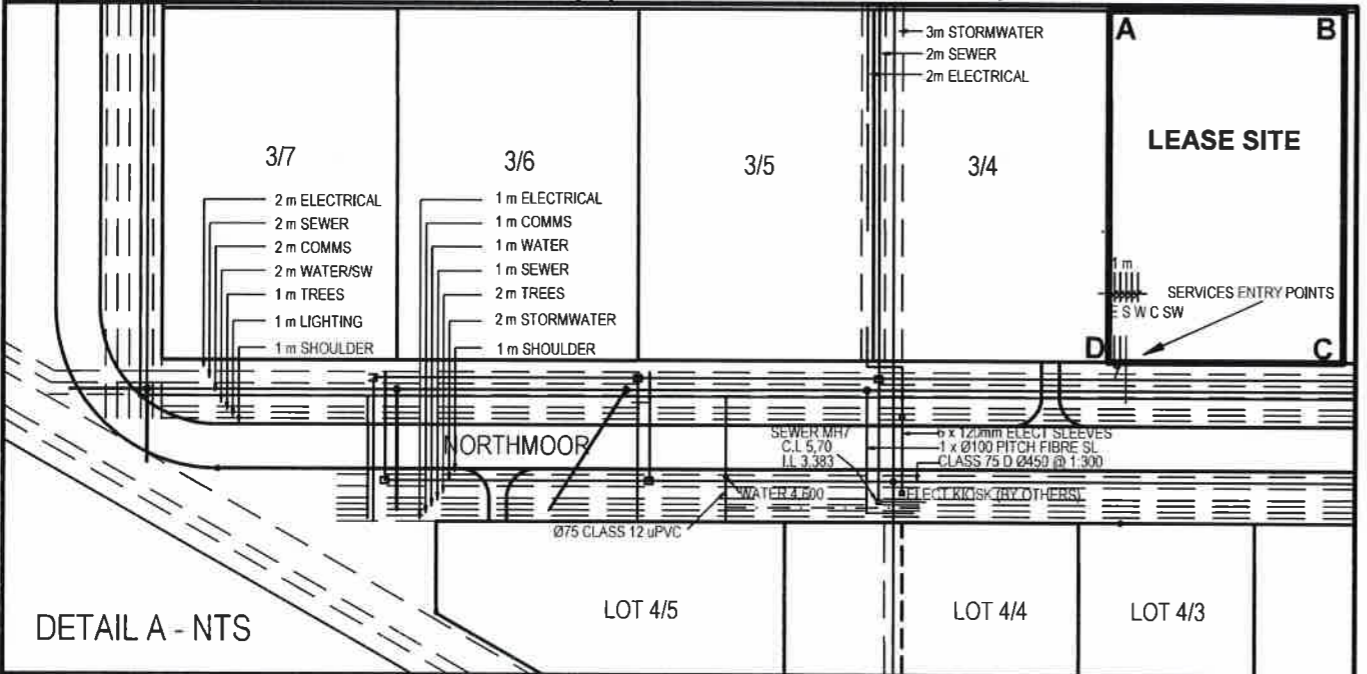 3m STORMWATER
2m SEWER
2m ELECTRICAL
A
B
LEASE SITE
3/7
3/6
3/5
3/4
2 m ELECTRICAL
2 m SEWER
2 m COMMS
2 m WATER/SW
1 m TREES
1 m LIGHTING
1 m SHOULDER
1 m ELECTRICAL
1 m COMMS
1 m WATER
1 m SEWER
2 m TREES
2 m STORMWATER
1 m SHOULDER
1 m
E S W C SW
SERVICES ENTRY POINTS
D
C
NORTHMOOR
SEWER MH7
C.L 5,70
I.L 3.383
6 x 120mm ELECT SLEEVES
1 x Ø100 PITCH FIBRE SL
CLASS 75 D Ø450 @ 1:300
WATER 4,600
ELECT KIOSK (BY OTHERS)
Ø75 CLASS 12 uPVC
LOT 4/5
LOT 4/4
LOT 4/3
DETAIL A - NTS